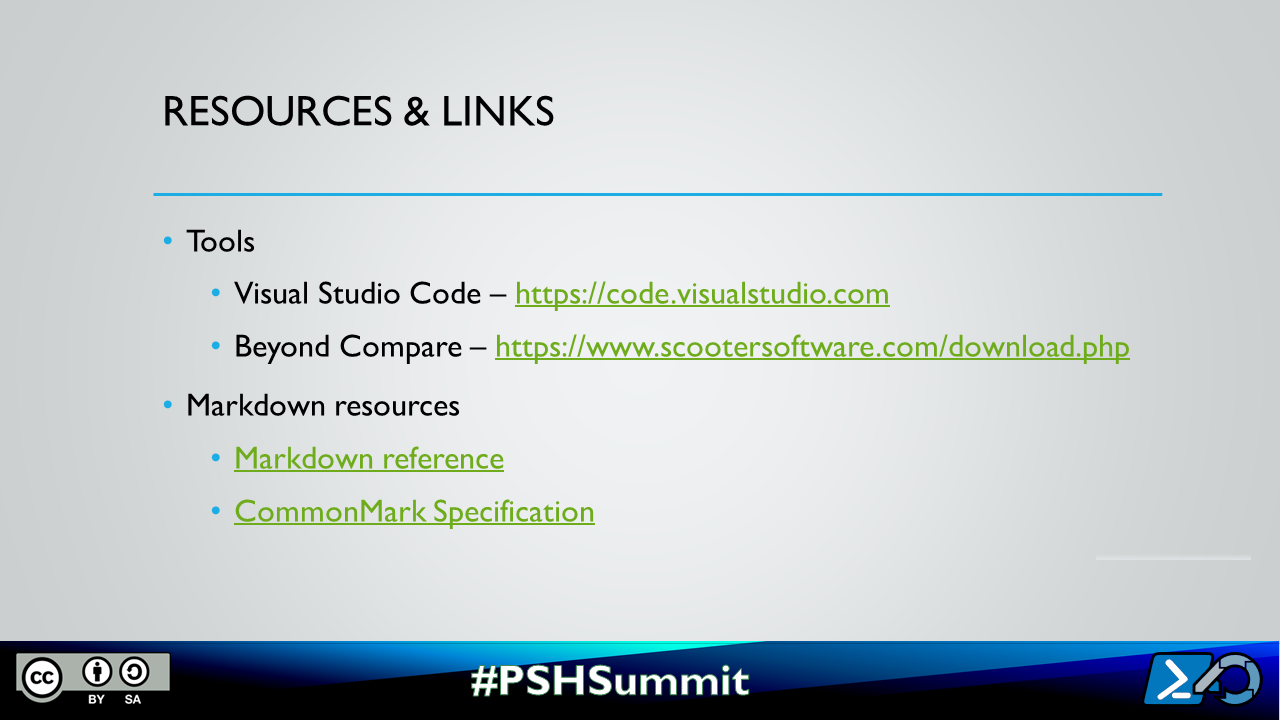 RESOURCES & LINKS
• Tools
• Visual Studio Code – https://code.visualstudio.com
• Beyond Compare – https://www.scootersoftware.com/download.php
• Markdown resources
• Markdown reference
• CommonMark Specification
cc
BY SA
#PSHSummit